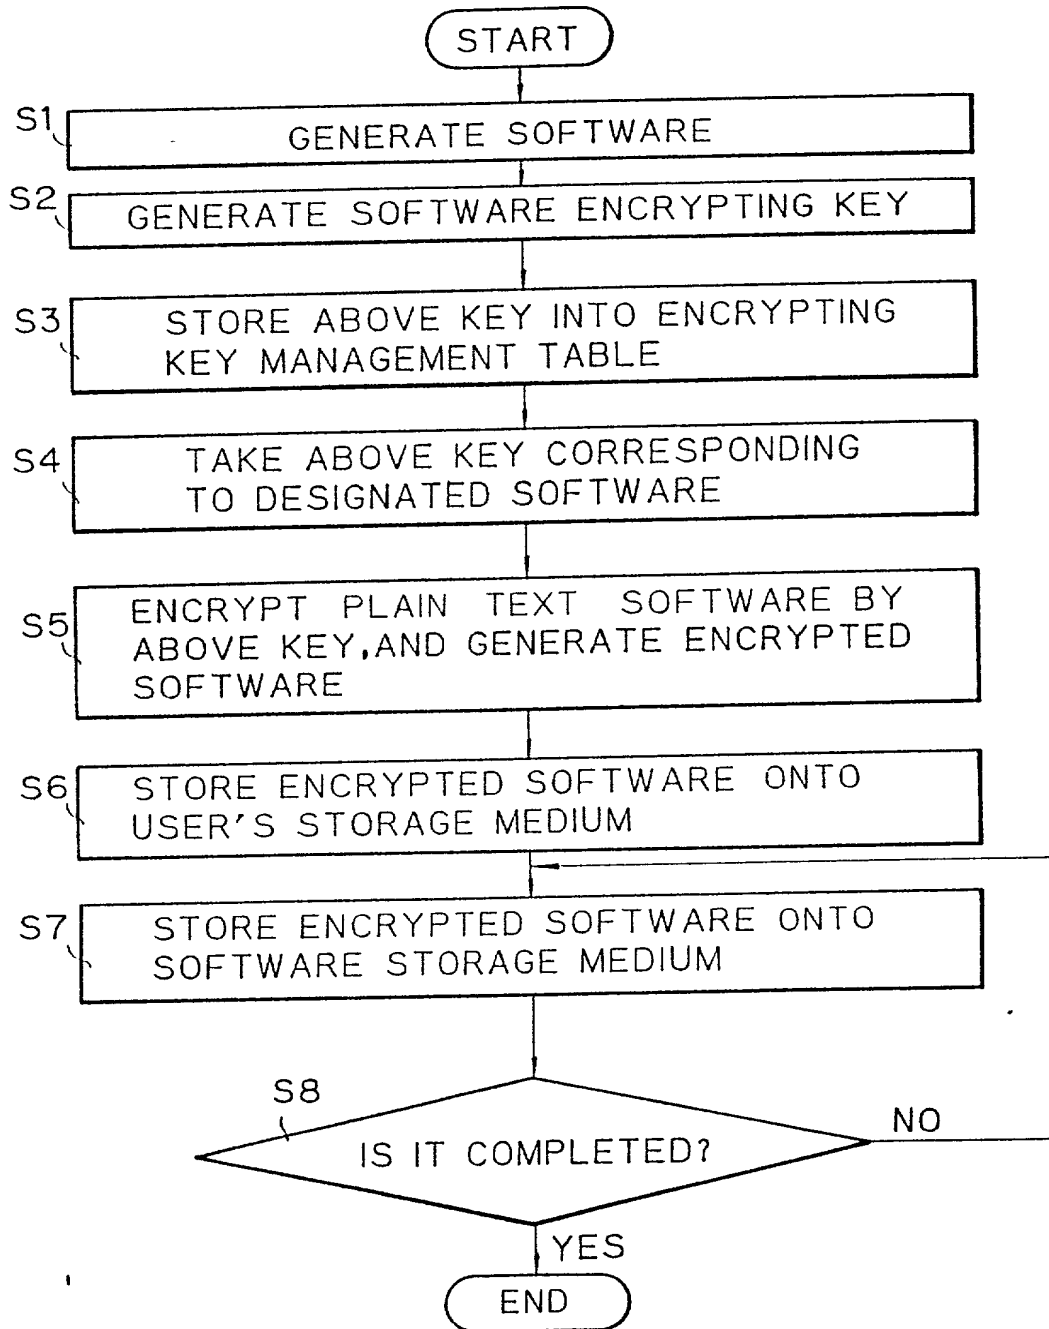 START
S1
GENERATE SOFTWARE
S2
GENERATE SOFTWARE ENCRYPTING KEY
S3
STORE ABOVE KEY INTO ENCRYPTING
KEY MANAGEMENT TABLE
S4
TAKE ABOVE KEY CORRESPONDING
TO DESIGNATED SOFTWARE
S5
ENCRYPT PLAIN TEXT SOFTWARE BY
ABOVE KEY, AND GENERATE ENCRYPTED
SOFTWARE
S6
STORE ENCRYPTED SOFTWARE ONTO
USER'S STORAGE MEDIUM
S7
STORE ENCRYPTED SOFTWARE ONTO
SOFTWARE STORAGE MEDIUM
S8
IS IT COMPLETED?
NO
YES
END